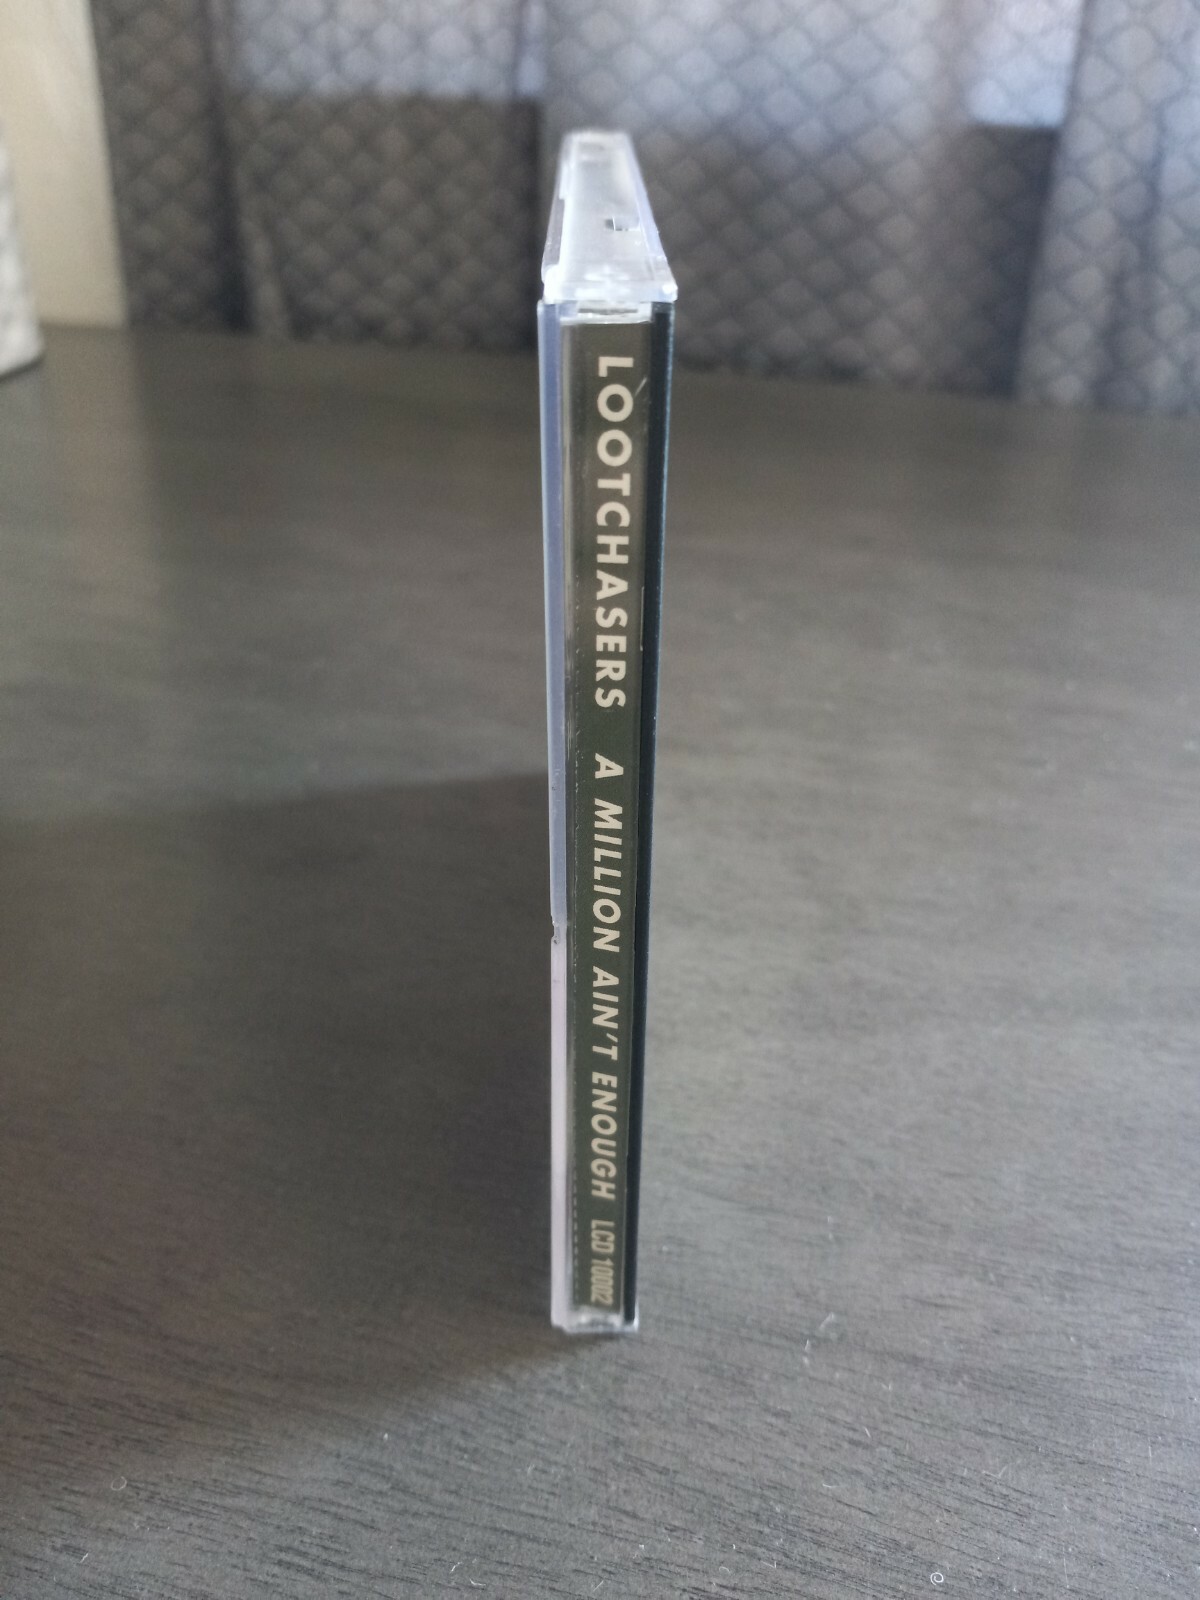 LOOTCHASERS A MILLION AIN'T ENOUGH LCD 10002